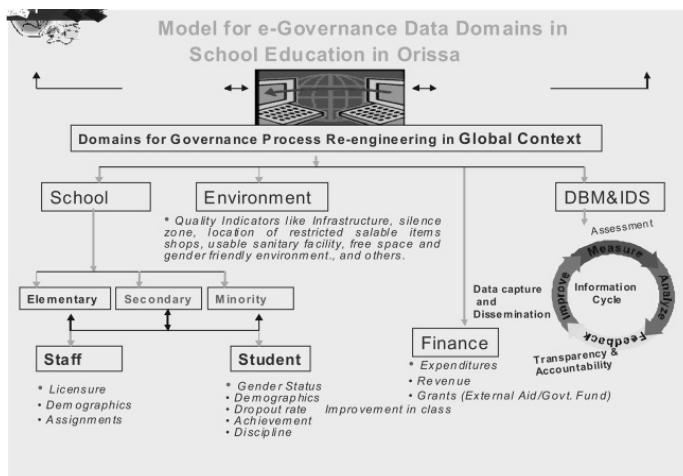 Model for e-Governance Data Domains in
School Education in Orissa
Domains for Governance Process Re-engineering in Global Context
School
Environment
DBM&IDS
* Quality Indicators like Infrastructure, silence
zone, location of restricted salable items
shops, usable sanitary facility, free space and
gender friendly environment., and others.
Assessment
Measure
Analyze
Feedback
Improve
Information
Cycle
Data capture
and
Dissemination
Transparency &
Accountability
Elementary
Secondary
Minority
Staff
• Licensure
• Demographics
• Assignments
Student
• Gender Status
• Demographics
• Dropout rate Improvement in class
• Achievement
• Discipline
Finance
• Expenditures
• Revenue
• Grants (External Aid/Govt. Fund)